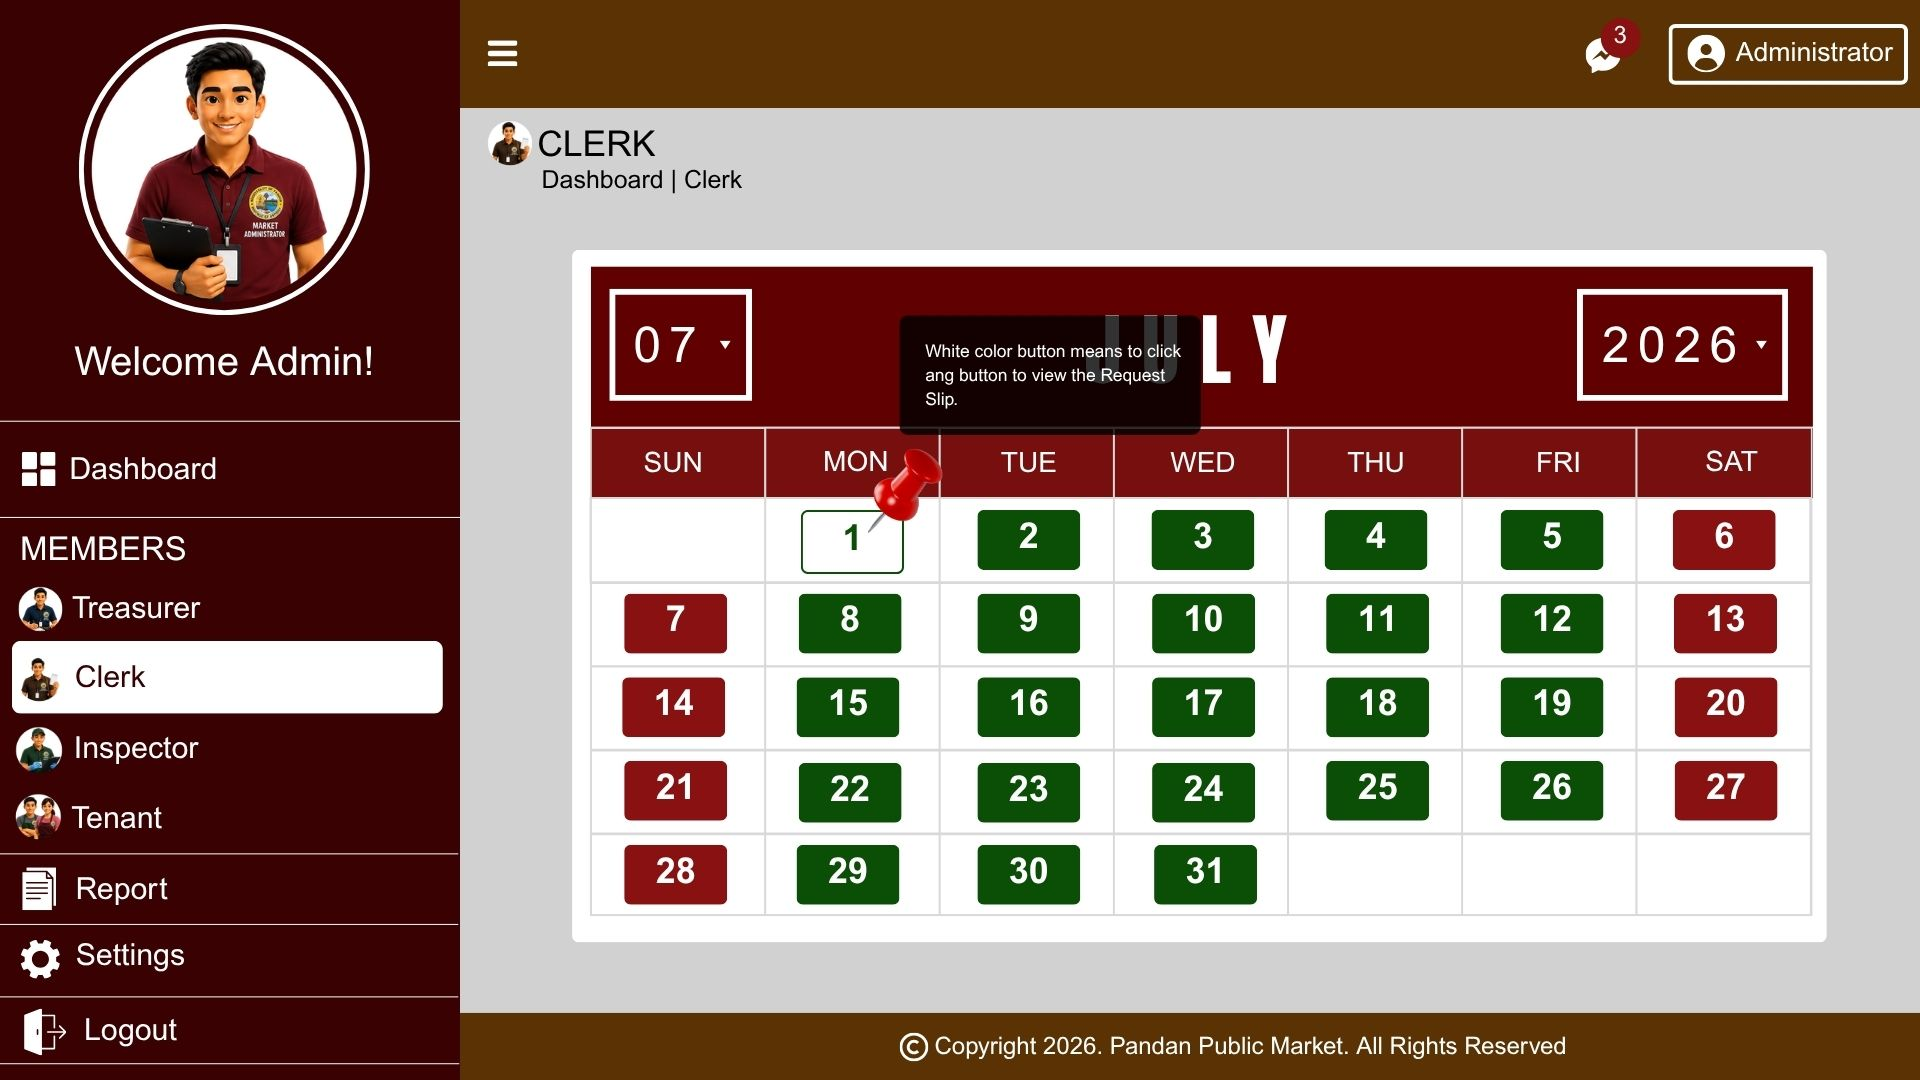 3
Administrator
MARKET
ADMINISTRATOR
Welcome Admin!
Dashboard
MEMBERS
Treasurer
Clerk
Inspector
Tenant
Report
Settings
Logout
CLERK
Dashboard | Clerk
07
JULY
2026
White color button means to click
ang button to view the Request
Slip.
SUN MON TUE WED THU FRI SAT
1 2 3 4 5 6
7 8 9 10 11 12 13
14 15 16 17 18 19 20
21 22 23 24 25 26 27
28 29 30 31
© Copyright 2026. Pandan Public Market. All Rights Reserved